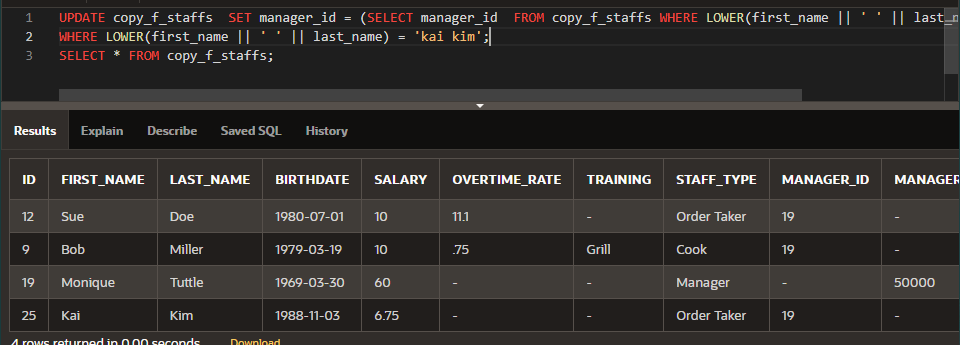 1 UPDATE copy_f_staffs  SET manager_id = (SELECT manager_id  FROM copy_f_staffs WHERE LOWER(first_name || ' ' || last_n
2 WHERE LOWER(first_name || ' ' || last_name) = 'kai kim';
3 SELECT * FROM copy_f_staffs;
Results Explain Describe Saved SQL History
ID FIRST_NAME LAST_NAME BIRTHDATE SALARY OVERTIME_RATE TRAINING STAFF_TYPE MANAGER_ID MANAGER
12 Sue Doe 1980-07-01 10 11.1 - Order Taker 19 -
9 Bob Miller 1979-03-19 10 .75 Grill Cook 19 -
19 Monique Tuttle 1969-03-30 60 - - Manager - 50000
25 Kai Kim 1988-11-03 6.75 - - Order Taker 19 -
4 rows returned in 0.00 seconds Download